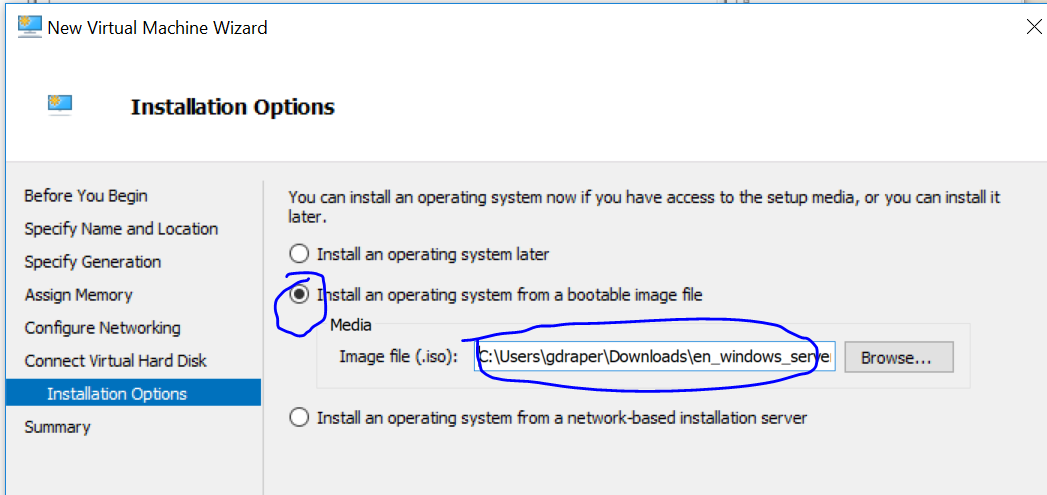 New Virtual Machine Wizard
Installation Options
Before You Begin
Specify Name and Location
Specify Generation
Assign Memory
Configure Networking
Connect Virtual Hard Disk
Installation Options
Summary
You can install an operating system now if you have access to the setup media, or you can install it
later.
Install an operating system later
Install an operating system from a bootable image file
Media
Image file (.iso): C:\Users\gdraper\Downloads\en_windows_server Browse...
Install an operating system from a network-based installation server